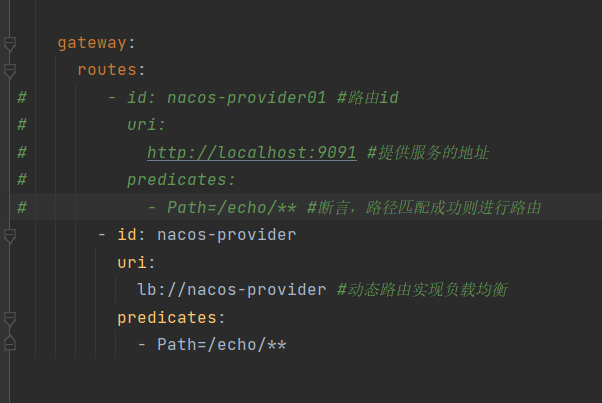 gateway:
routes:
# - id: nacos-provider01 #路由id
# uri:
# http://localhost:9091 #提供服务的地址
# predicates:
# - Path=/echo/** #断言，路径匹配成功则进行路由
- id: nacos-provider
uri:
lb://nacos-provider #动态路由实现负载均衡
predicates:
- Path=/echo/**